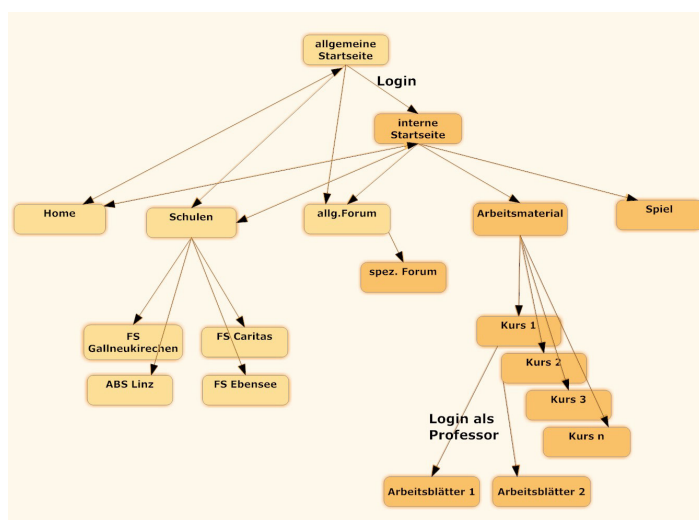 allgemeine
Startseite
Login
interne
Startseite
Home
Schulen
allg.Forum
Arbeitsmaterial
Spiel
spez. Forum
FS
Gallneukirchen
FS Caritas
ABS Linz
FS Ebensee
Kurs 1
Kurs 2
Kurs 3
Kurs n
Login als
Professor
Arbeitsblätter 1
Arbeitsblätter 2